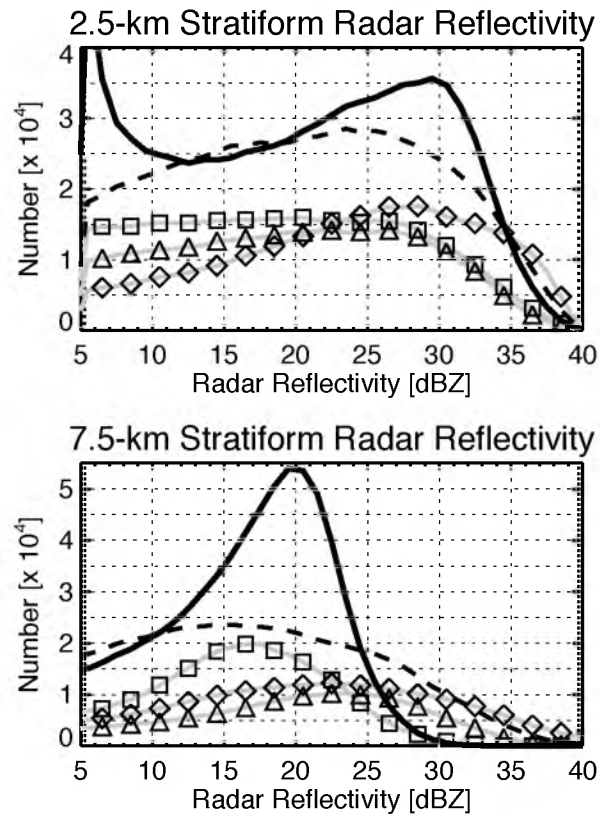 2.5-km Stratiform Radar Reflectivity
4
3
2
1
0
Number [x 10⁴]
5 10 15 20 25 30 35 40
Radar Reflectivity [dBZ]
7.5-km Stratiform Radar Reflectivity
5
4
3
2
1
0
Number [x 10⁴]
5 10 15 20 25 30 35 40
Radar Reflectivity [dBZ]